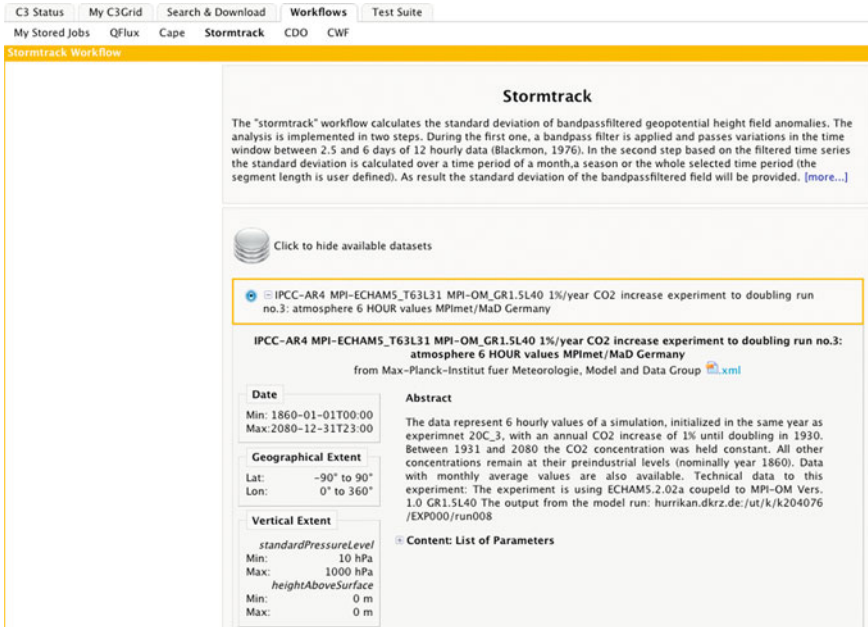 C3 Status My C3Grid Search & Download Workflows Test Suite
My Stored Jobs QFlux Cape Stormtrack CDO CWF
Stormtrack Workflow
Stormtrack
The "stormtrack" workflow calculates the standard deviation of bandpassfiltered geopotential height field anomalies. The
analysis is implemented in two steps. During the first one, a bandpass filter is applied and passes variations in the time
window between 2.5 and 6 days of 12 hourly data (Blackmon, 1976). In the second step based on the filtered time series
the standard deviation is calculated over a time period of a month,a season or the whole selected time period (the
segment length is user defined). As result the standard deviation of the bandpassfiltered field will be provided. [more...]
Click to hide available datasets
IPCC-AR4 MPI-ECHAM5_T63L31 MPI-OM_GR1.5L40 1%/year CO2 increase experiment to doubling run
no.3: atmosphere 6 HOUR values MPImet/MaD Germany
IPCC-AR4 MPI-ECHAM5_T63L31 MPI-OM_GR1.5L40 1%/year CO2 increase experiment to doubling run no.3:
atmosphere 6 HOUR values MPImet/MaD Germany
from Max-Planck-Institut fuer Meteorologie, Model and Data Group .xml
Date
Min: 1860-01-01T00:00
Max:2080-12-31T23:00
Geographical Extent
Lat: -90° to 90°
Lon: 0° to 360°
Vertical Extent
standardPressureLevel
Min: 10 hPa
Max: 1000 hPa
heightAboveSurface
Min: 0 m
Max: 0 m
Abstract
The data represent 6 hourly values of a simulation, initialized in the same year as
experimnet 20C_3, with an annual CO2 increase of 1% until doubling in 1930.
Between 1931 and 2080 the CO2 concentration was held constant. All other
concentrations remain at their preindustrial levels (nominally year 1860). Data
with monthly average values are also available. Technical data to this
experiment: The experiment is using ECHAM5.2.02a coupeld to MPI-OM Vers.
1.0 GR1.5L40 The output from the model run: hurrikan.dkrz.de:/ut/k/k204076
/EXP000/run008
Content: List of Parameters